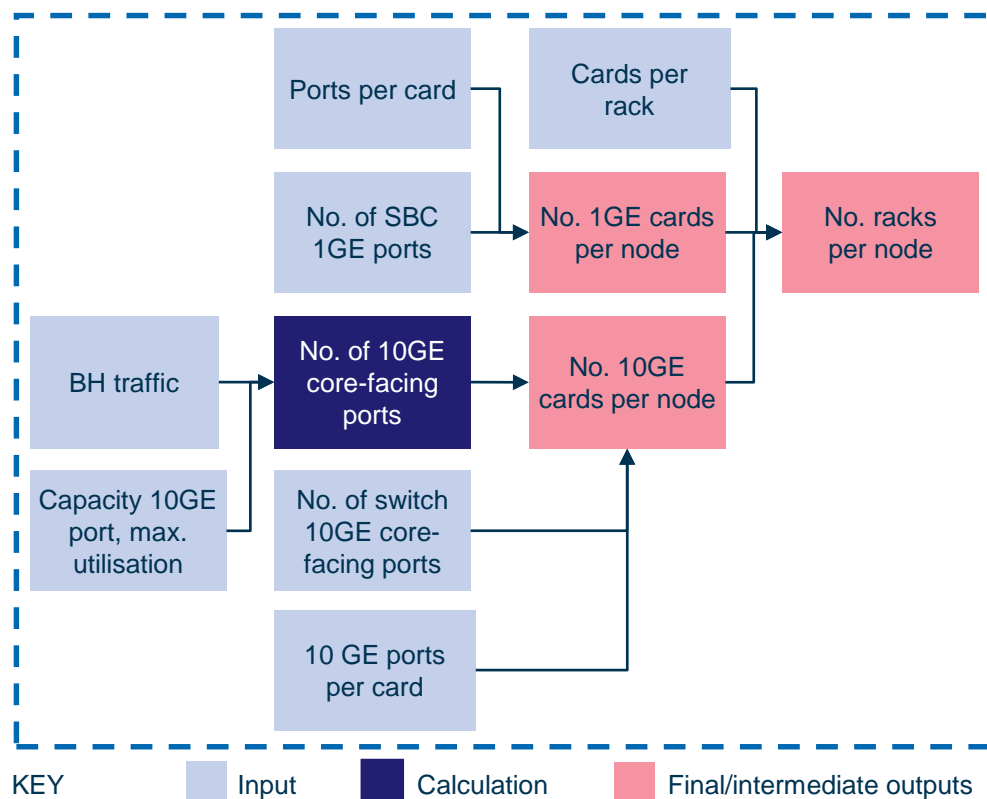 Ports per card
Cards per
rack
No. of SBC
1GE ports
No. 1GE cards
per node
No. racks
per node
BH traffic
No. of 10GE
core-facing
ports
No. 10GE
cards per node
Capacity 10GE
port, max.
utilisation
No. of switch
10GE core-
facing ports
10 GE ports
per card
KEY
Input
Calculation
Final/intermediate outputs